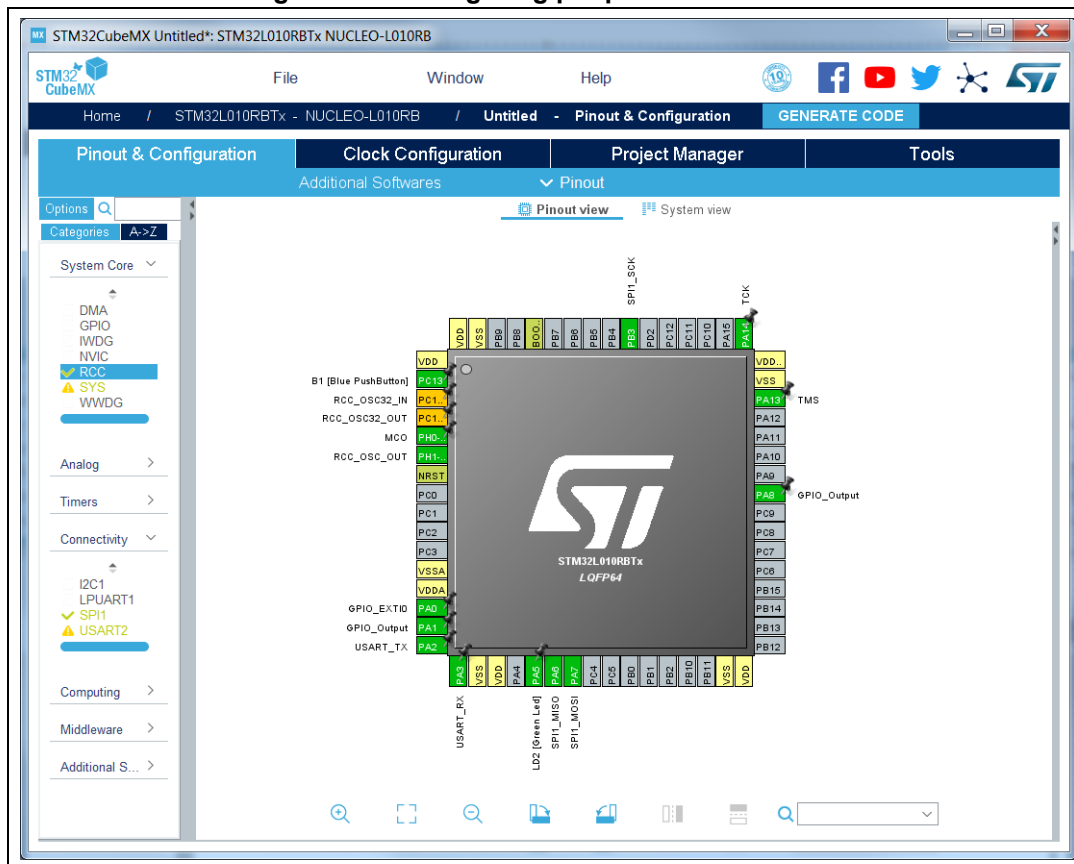 STM32CubeMX Untitled*: STM32L010RBTx NUCLEO-L010RB
STM32 CubeMX File Window Help
Home / STM32L010RBTx - NUCLEO-L010RB / Untitled - Pinout & Configuration GENERATE CODE
Pinout & Configuration Clock Configuration Project Manager Tools
Additional Softwares Pinout
Options
Pinout view System view
Categories A->Z
System Core
DMA
GPIO
IWDG
NVIC
RCC
SYS
WWDG
Analog
Timers
Connectivity
I2C1
LPUART1
SPI1
USART2
Computing
Middleware
Additional S...
SPI1_SCK
TCK
VDD VSS PB9 PB8 BOO.. PB7 PB6 PB5 PB4 PB3 PD2 PC12 PC11 PC10 PA15 PA14
VDD
B1 [Blue PushButton] PC13
RCC_OSC32_IN PC1..
RCC_OSC32_OUT PC1..
MCO PH0-..
RCC_OSC_OUT PH1-..
NRST
PC0
PC1
PC2
PC3
VSSA
VDDA
GPIO_EXTI0 PA0
GPIO_Output PA1
USART_TX PA2
STM32L010RBTx
LQFP64
VDD..
VSS
PA13 TMS
PA12
PA11
PA10
PA9
PA8 GPIO_Output
PC9
PC8
PC7
PC6
PB15
PB14
PB13
PB12
PA3 VSS VDD PA4 PA5 PA6 PA7 PC4 PC5 PB0 PB1 PB2 PB10 PB11 VSS VDD
USART_RX
LD2 [Green Led]
SPI1_MISO
SPI1_MOSI